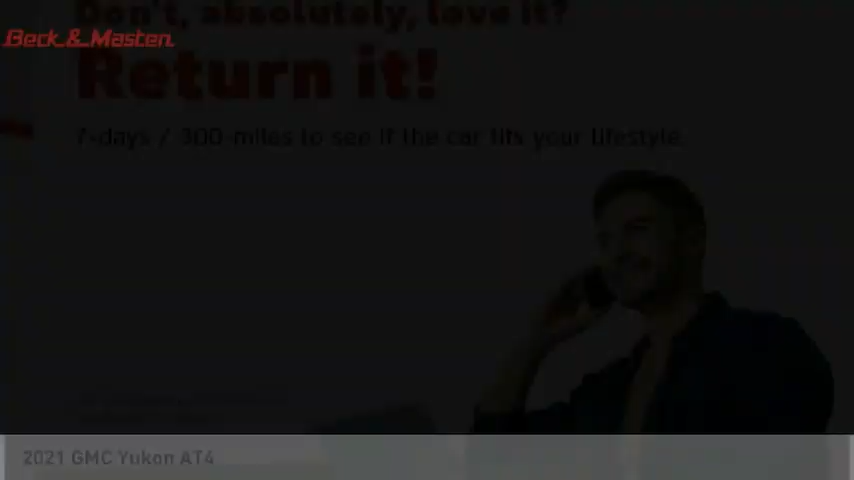 Don't, absolutely, love it?
Beck & Masten
Return it!
7-days / 300-miles to see if the car fits your lifestyle
2021 GMC Yukon AT4